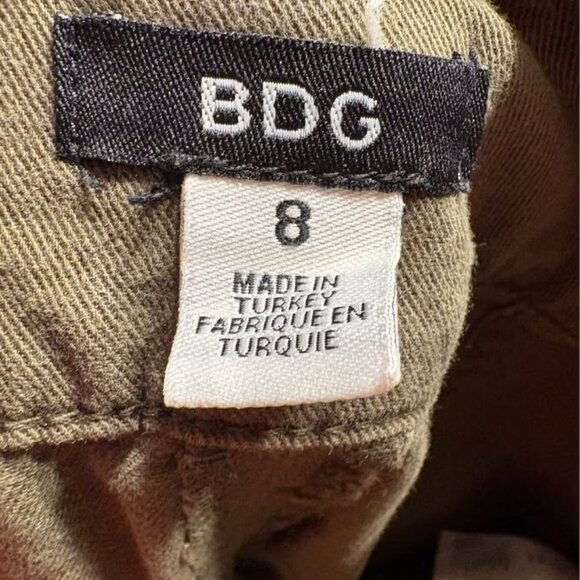 BDG
8
MADE IN
TURKEY
FABRIQUE EN
TURQUIE